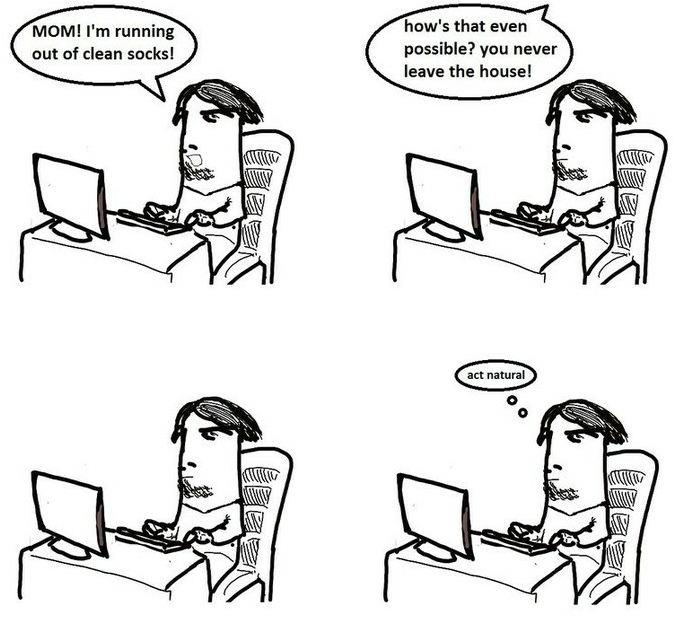 MOM! I'm running
out of clean socks!
how's that even
possible? you never
leave the house!
act natural